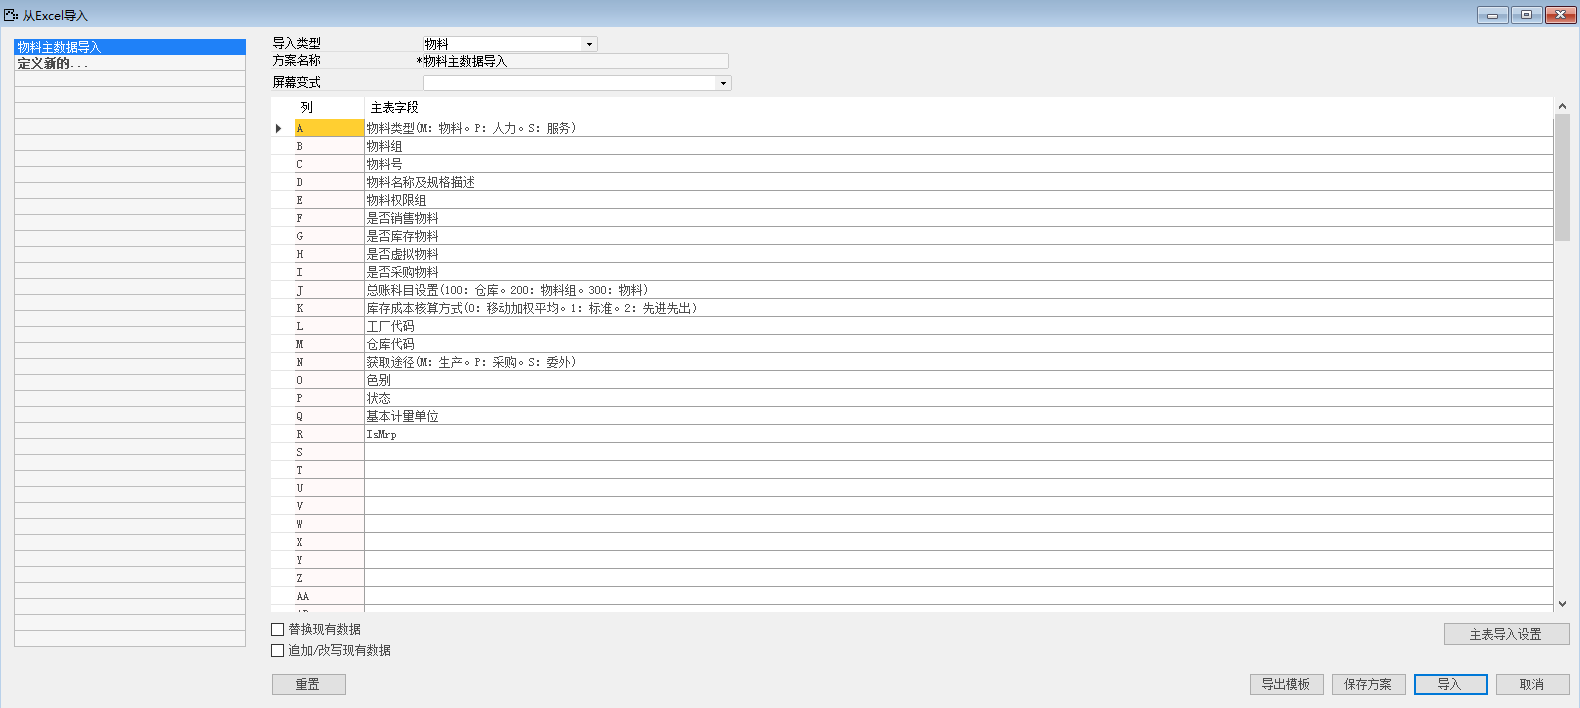 从Excel导入
物料主数据导入
定义新的...
导入类型 物料
方案名称 *物料主数据导入
屏幕变式
列 主表字段
A 物料类型(M: 物料。P: 人力。S: 服务)
B 物料组
C 物料号
D 物料名称及规格描述
E 物料权限组
F 是否销售物料
G 是否库存物料
H 是否虚拟物料
I 是否采购物料
J 总账科目设置(100: 仓库。200: 物料组。300: 物料)
K 库存成本核算方式(0: 移动加权平均。1: 标准。2: 先进先出)
L 工厂代码
M 仓库代码
N 获取途径(M: 生产。P: 采购。S: 委外)
O 色别
P 状态
Q 基本计量单位
R IsMrp
S
T
U
V
W
X
Y
Z
AA
替换现有数据
追加/改写现有数据
主表导入设置
重置 导出模板 保存方案 导入 取消